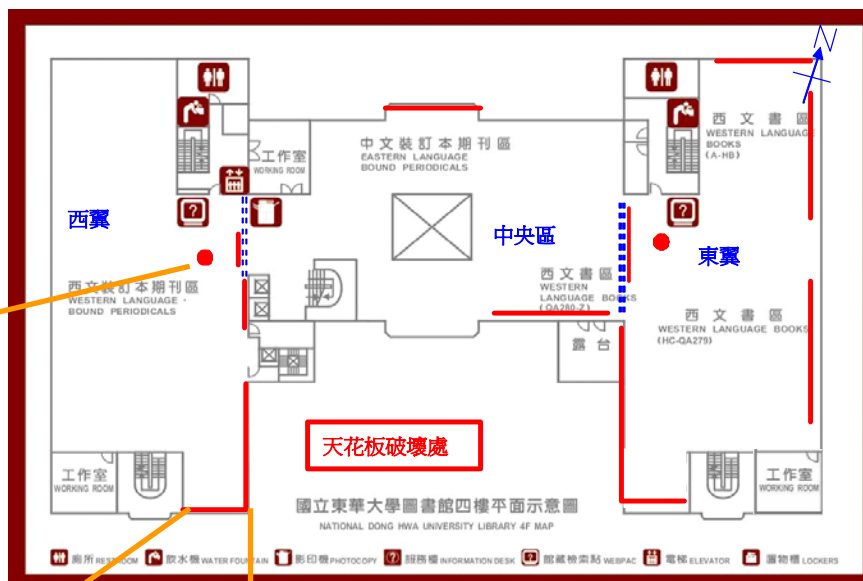 N
西文書區
WESTERN LANGUAGE
BOOKS
(A-HB)
中文裝訂本期刊區
EASTERN LANGUAGE
BOUND PERIODICALS
工作室
WORKING ROOM
西翼
中央區
東翼
西文裝訂本期刊區
WESTERN LANGUAGE ·
BOUND PERIODICALS
西文書區
WESTERN
LANGUAGE BOOKS
(QA280-Z)
西文書區
WESTERN LANGUAGE BOOKS
(HC-QA279)
露台
天花板破壞處
工作室
WORKING ROOM
工作室
WORKING ROOM
國立東華大學圖書館四樓平面示意圖
NATIONAL DONG HWA UNIVERSITY LIBRARY 4F MAP
廁所 RESTROOM 飲水機 WATER FOUNTAIN 影印機 PHOTOCOPY 服務檯 INFORMATION DESK 館藏檢索點 WEBPAC 電梯 ELEVATOR 置物櫃 LOCKERS